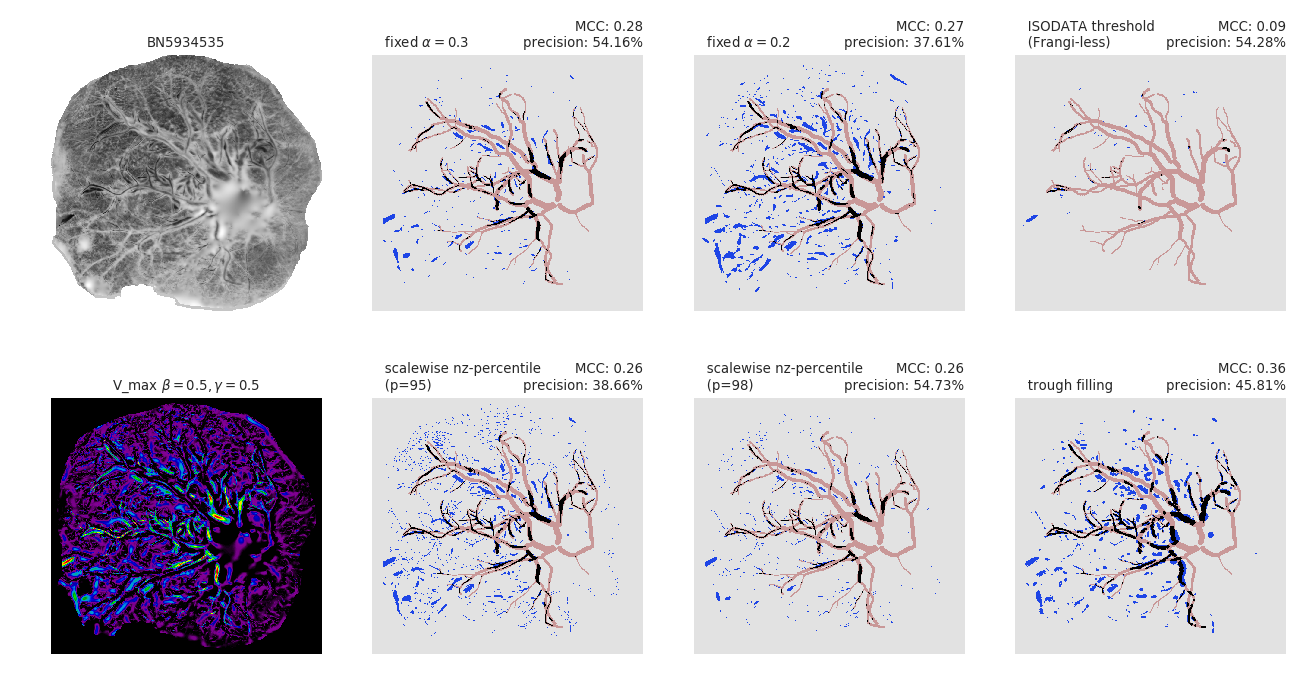 BN5934535
fixed α = 0.3
MCC: 0.28
precision: 54.16%
fixed α = 0.2
MCC: 0.27
precision: 37.61%
ISODATA threshold
(Frangi-less)
MCC: 0.09
precision: 54.28%
V_max β = 0.5, γ = 0.5
scalewise nz-percentile
(p=95)
MCC: 0.26
precision: 38.66%
scalewise nz-percentile
(p=98)
MCC: 0.26
precision: 54.73%
trough filling
MCC: 0.36
precision: 45.81%